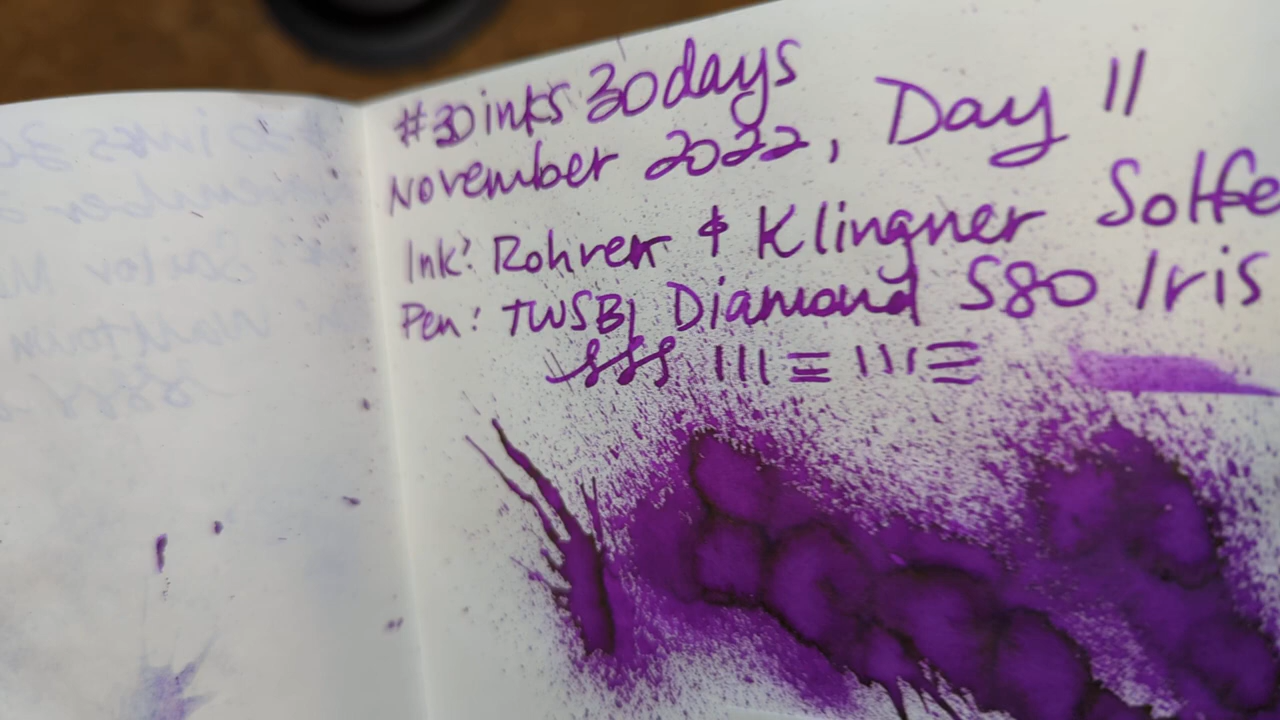 #30inks30days
November 2022, Day 11
Ink: Rohrer & Klingner Solfe
Pen: TWSBI Diamond 580 Iris